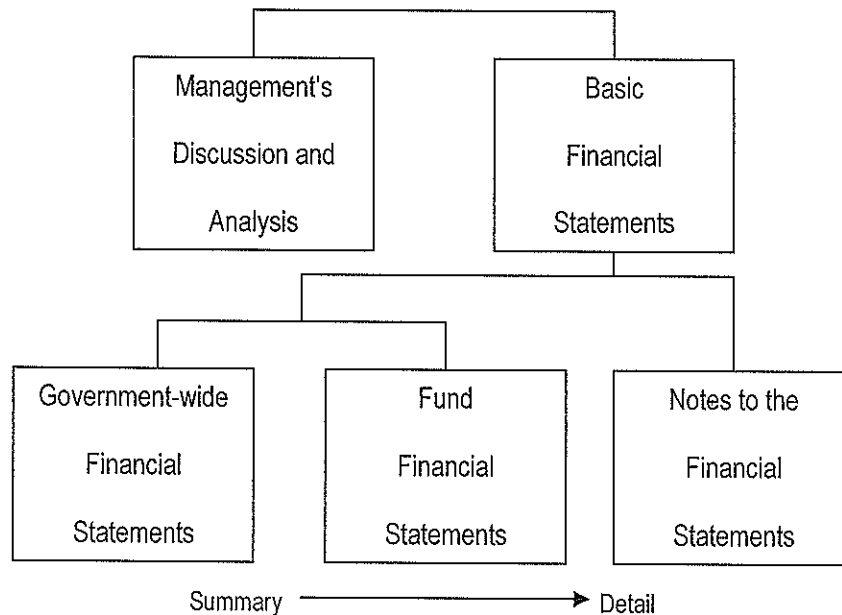 Management's
Discussion and
Analysis
Basic
Financial
Statements
Government-wide
Financial
Statements
Fund
Financial
Statements
Notes to the
Financial
Statements
Summary
Detail